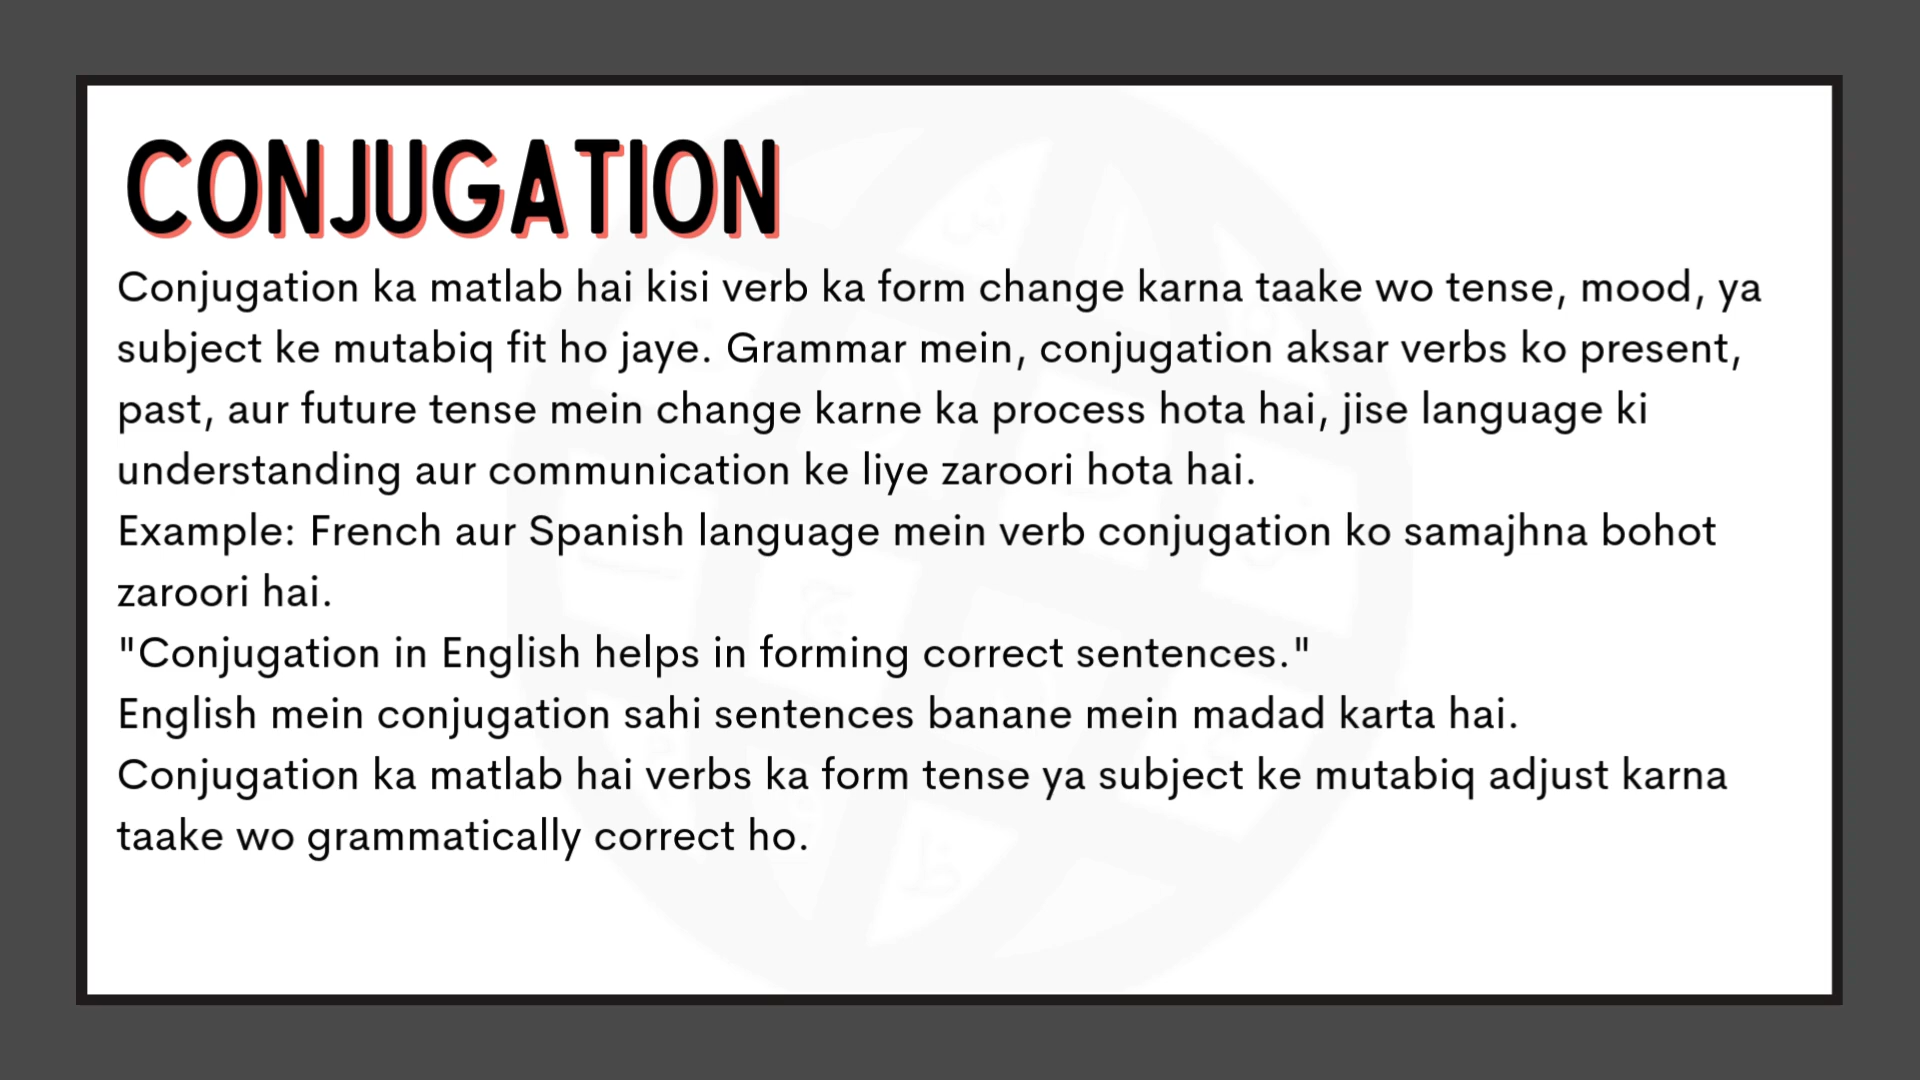 CONJUGATION
Conjugation ka matlab hai kisi verb ka form change karna taake wo tense, mood, ya
subject ke mutabiq fit ho jaye. Grammar mein, conjugation aksar verbs ko present,
past, aur future tense mein change karne ka process hota hai, jise language ki
understanding aur communication ke liye zaroori hota hai.
Example: French aur Spanish language mein verb conjugation ko samajhna bohot
zaroori hai.
"Conjugation in English helps in forming correct sentences."
English mein conjugation sahi sentences banane mein madad karta hai.
Conjugation ka matlab hai verbs ka form tense ya subject ke mutabiq adjust karna
taake wo grammatically correct ho.